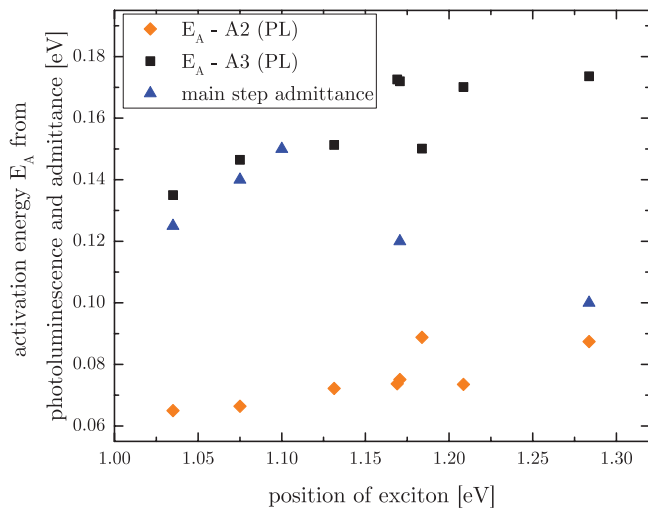 E_A - A2 (PL)
E_A - A3 (PL)
main step admittance
activation energy E_A from
photoluminescence and admittance [eV]
0.18
0.16
0.14
0.12
0.10
0.08
0.06
1.00 1.05 1.10 1.15 1.20 1.25 1.30
position of exciton [eV]